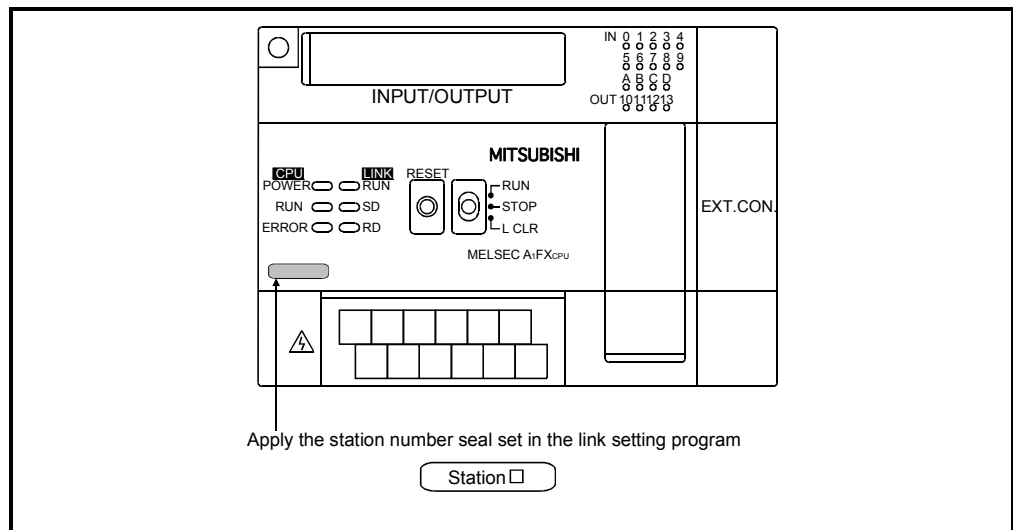 IN 0 1 2 3 4
5 6 7 8 9
A B C D
OUT 10 11 12 13
INPUT/OUTPUT
MITSUBISHI
CPU LINK RESET
POWER RUN
RUN SD
ERROR RD
RUN
STOP
L CLR
EXT.CON.
MELSEC A1FXCPU
Apply the station number seal set in the link setting program
Station□